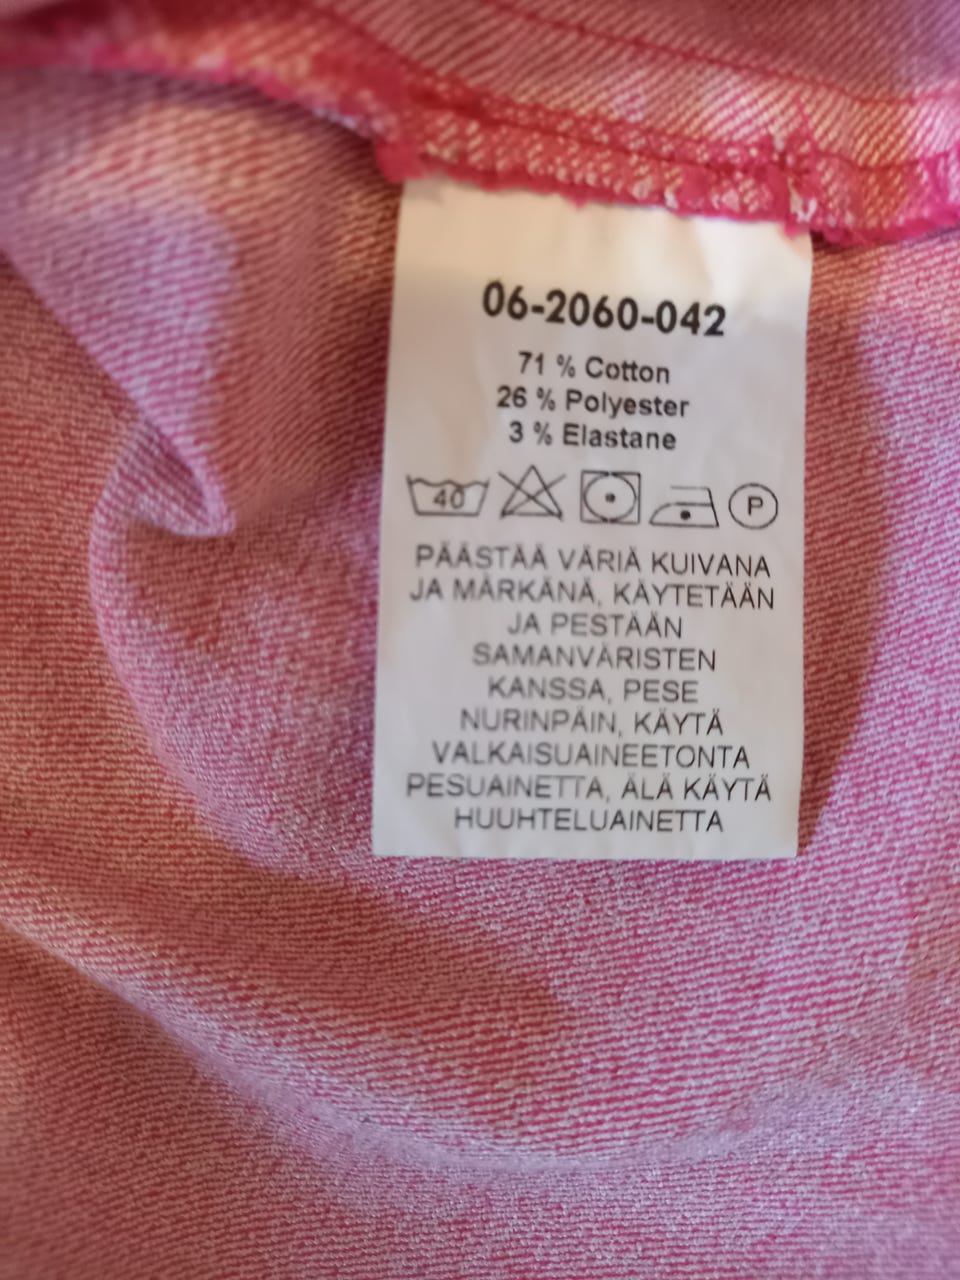 06-2060-042
71 % Cotton
26 % Polyester
3 % Elastane
40 P
PÄÄSTÄÄ VÄRIÄ KUIVANA
JA MÄRKÄNÄ, KÄYTETÄÄN
JA PESTÄÄN
SAMANVÄRISTEN
KANSSA, PESE
NURINPÄIN, KÄYTÄ
VALKAISUAINEETONTA
PESUAINETTA, ÄLÄ KÄYTÄ
HUUHTELUAINETTA